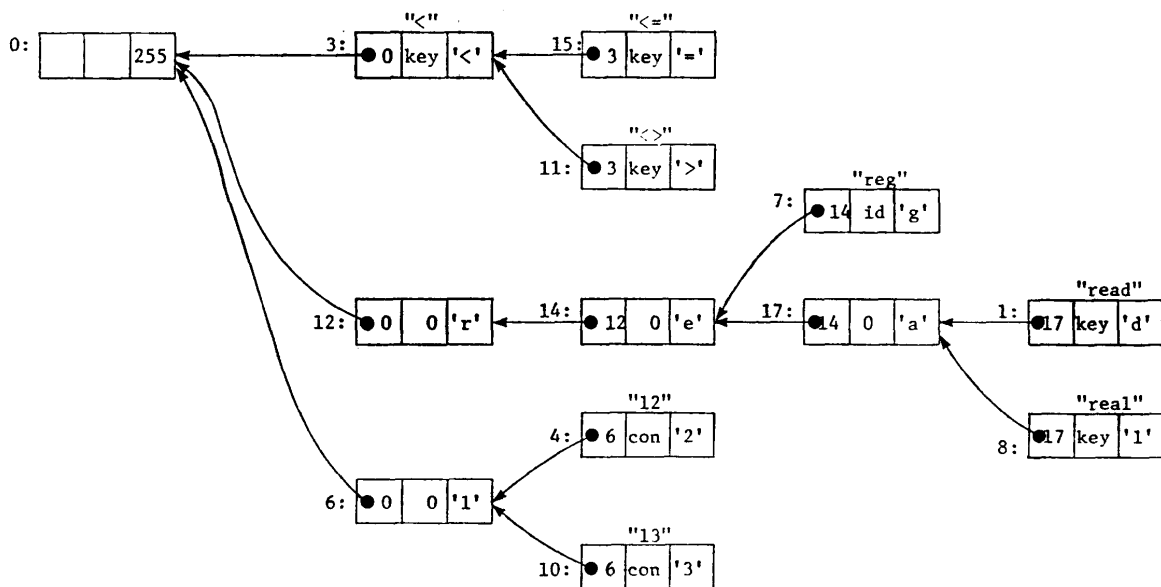 "<" "<="
0: 255 3: 0 key '<' 15: 3 key '='
"<>"
11: 3 key '>'
"reg"
7: 14 id 'g'
"read"
12: 0 0 'r' 14: 12 0 'e' 17: 14 0 'a' 1: 17 key 'd'
"12" "real"
4: 6 con '2' 8: 17 key 'l'
6: 0 0 '1'
"13"
10: 6 con '3'